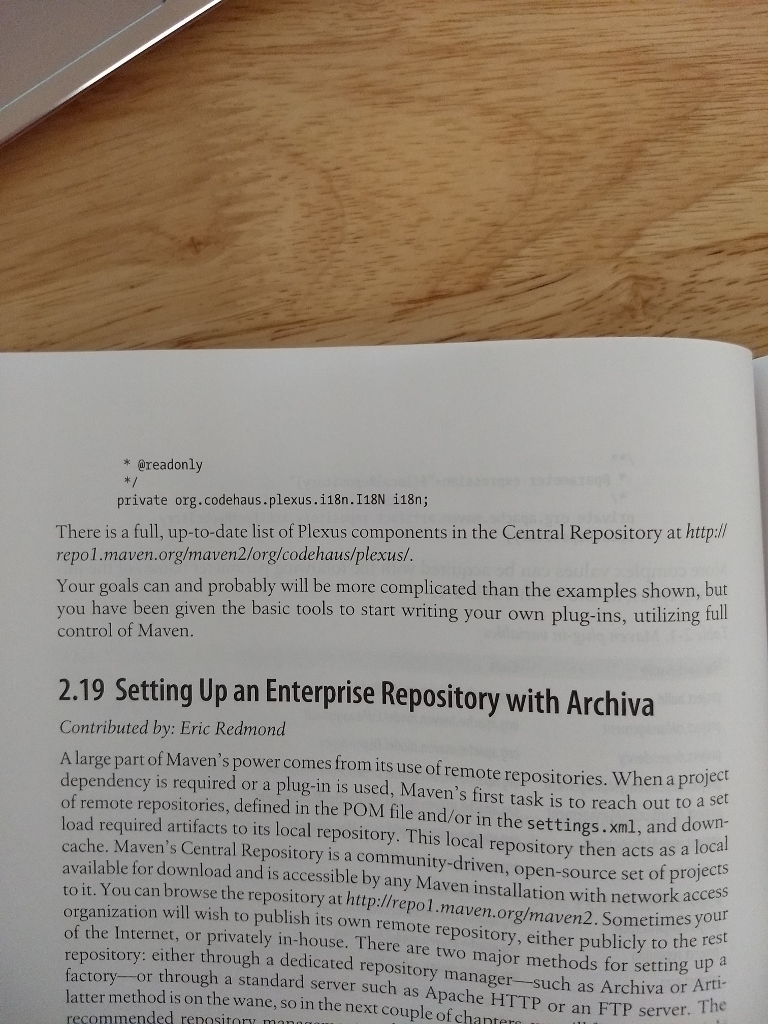 * @readonly
*/
private org.codehaus.plexus.i18n.I18N i18n;
There is a full, up-to-date list of Plexus components in the Central Repository at http://
repo1.maven.org/maven2/org/codehaus/plexus/.
Your goals can and probably will be more complicated than the examples shown, but
you have been given the basic tools to start writing your own plug-ins, utilizing full
control of Maven.
2.19 Setting Up an Enterprise Repository with Archiva
Contributed by: Eric Redmond
A large part of Maven's power comes from its use of remote repositories. When a project
dependency is required or a plug-in is used, Maven's first task is to reach out to a set
of remote repositories, defined in the POM file and/or in the settings.xml, and down-
load required artifacts to its local repository. This local repository then acts as a local
cache. Maven's Central Repository is a community-driven, open-source set of projects
available for download and is accessible by any Maven installation with network access
to it. You can browse the repository at http://repo1.maven.org/maven2. Sometimes your
organization will wish to publish its own remote repository, either publicly to the rest
of the Internet, or privately in-house. There are two major methods for setting up a
repository: either through a dedicated repository manager—such as Archiva or Arti-
factory—or through a standard server such as Apache HTTP or an FTP server. The
latter method is on the wane, so in the next couple of chapters
recommended repository